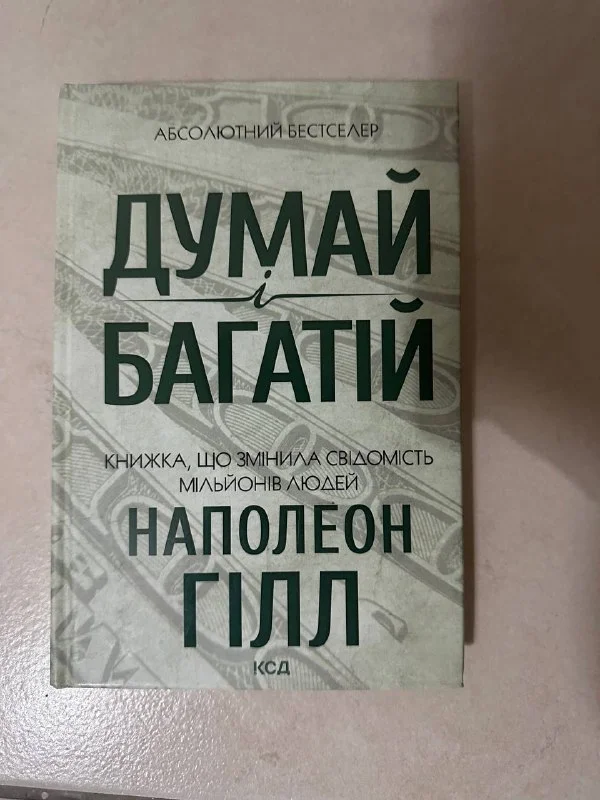 АБСОЛЮТНИЙ БЕСТСЕЛЕР
ДУМАЙ
і
БАГАТІЙ
КНИЖКА, ЩО ЗМІНИЛА СВІДОМІСТЬ
МІЛЬЙОНІВ ЛЮДЕЙ
НАПОЛЕОН
ГІЛЛ
КСД